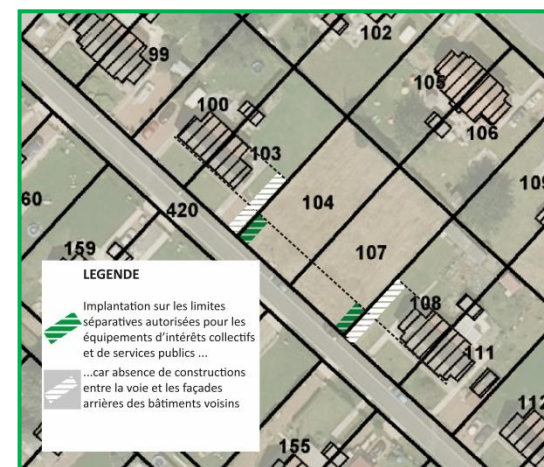 99
102
105
100
106
103
104
109
60
420
107
159
108
111
LEGENDE
Implantation sur les limites
séparatives autorisées pour les
équipements d'intérêts collectifs
et de services publics ...
...car absence de constructions
entre la voie et les façades
arrières des bâtiments voisins
112
155